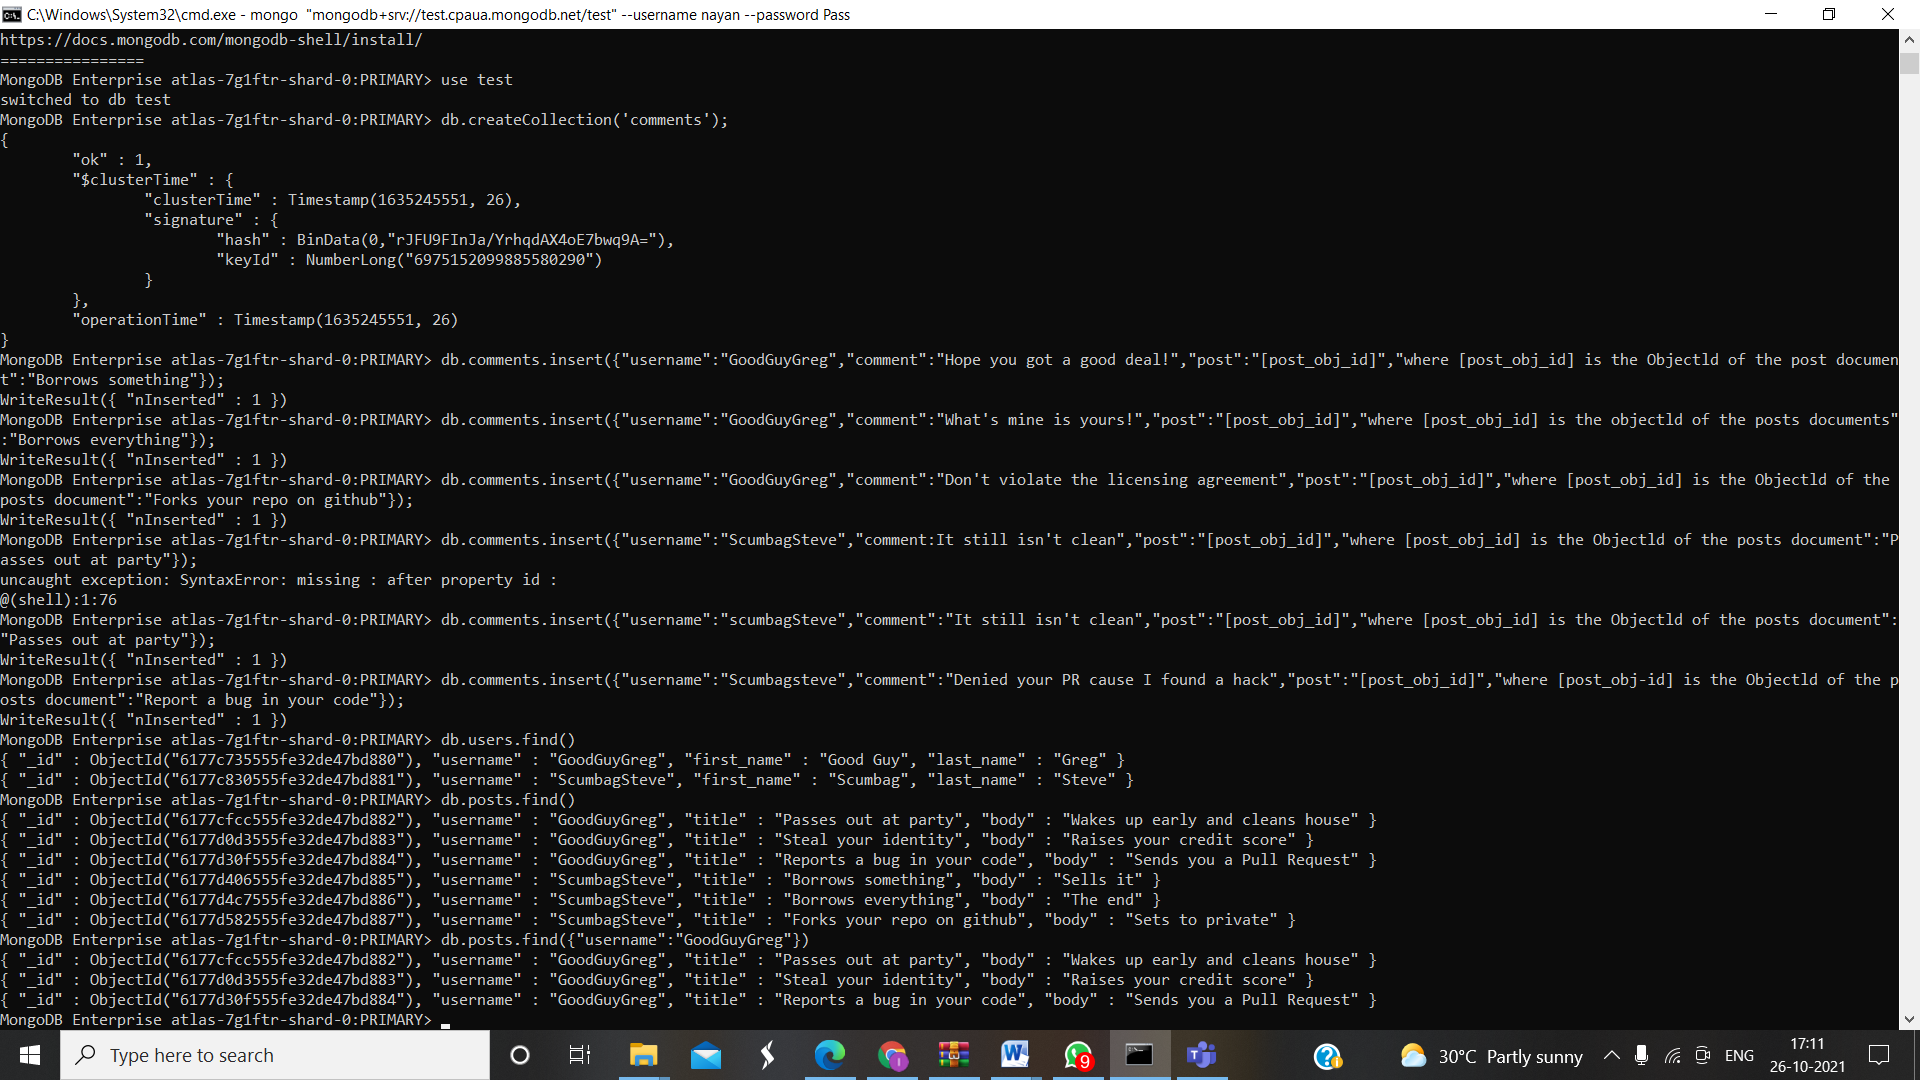 C:\Windows\System32\cmd.exe - mongo  "mongodb+srv://test.cpaua.mongodb.net/test" --username nayan --password Pass
https://docs.mongodb.com/mongodb-shell/install/
================
MongoDB Enterprise atlas-7g1ftr-shard-0:PRIMARY> use test
switched to db test
MongoDB Enterprise atlas-7g1ftr-shard-0:PRIMARY> db.createCollection('comments');
{
        "ok" : 1,
        "$clusterTime" : {
                "clusterTime" : Timestamp(1635245551, 26),
                "signature" : {
                        "hash" : BinData(0,"rJFU9FInJa/YrhqdAX4oE7bwq9A="),
                        "keyId" : NumberLong("6975152099885580290")
                }
        },
        "operationTime" : Timestamp(1635245551, 26)
}
MongoDB Enterprise atlas-7g1ftr-shard-0:PRIMARY> db.comments.insert({"username":"GoodGuyGreg","comment":"Hope you got a good deal!","post":"[post_obj_id]","where [post_obj_id] is the Objectld of the post documen
t":"Borrows something"});
WriteResult({ "nInserted" : 1 })
MongoDB Enterprise atlas-7g1ftr-shard-0:PRIMARY> db.comments.insert({"username":"GoodGuyGreg","comment":"What's mine is yours!","post":"[post_obj_id]","where [post_obj_id] is the objectld of the posts documents"
:"Borrows everything"});
WriteResult({ "nInserted" : 1 })
MongoDB Enterprise atlas-7g1ftr-shard-0:PRIMARY> db.comments.insert({"username":"GoodGuyGreg","comment":"Don't violate the licensing agreement","post":"[post_obj_id]","where [post_obj_id] is the Objectld of the
posts document":"Forks your repo on github"});
WriteResult({ "nInserted" : 1 })
MongoDB Enterprise atlas-7g1ftr-shard-0:PRIMARY> db.comments.insert({"username":"ScumbagSteve","comment:It still isn't clean","post":"[post_obj_id]","where [post_obj_id] is the Objectld of the posts document":"P
asses out at party"});
uncaught exception: SyntaxError: missing : after property id :
@(shell):1:76
MongoDB Enterprise atlas-7g1ftr-shard-0:PRIMARY> db.comments.insert({"username":"scumbagSteve","comment":"It still isn't clean","post":"[post_obj_id]","where [post_obj_id] is the Objectld of the posts document":
"Passes out at party"});
WriteResult({ "nInserted" : 1 })
MongoDB Enterprise atlas-7g1ftr-shard-0:PRIMARY> db.comments.insert({"username":"Scumbagsteve","comment":"Denied your PR cause I found a hack","post":"[post_obj_id]","where [post_obj-id] is the Objectld of the p
osts document":"Report a bug in your code"});
WriteResult({ "nInserted" : 1 })
MongoDB Enterprise atlas-7g1ftr-shard-0:PRIMARY> db.users.find()
{ "_id" : ObjectId("6177c735555fe32de47bd880"), "username" : "GoodGuyGreg", "first_name" : "Good Guy", "last_name" : "Greg" }
{ "_id" : ObjectId("6177c830555fe32de47bd881"), "username" : "ScumbagSteve", "first_name" : "Scumbag", "last_name" : "Steve" }
MongoDB Enterprise atlas-7g1ftr-shard-0:PRIMARY> db.posts.find()
{ "_id" : ObjectId("6177cfcc555fe32de47bd882"), "username" : "GoodGuyGreg", "title" : "Passes out at party", "body" : "Wakes up early and cleans house" }
{ "_id" : ObjectId("6177d0d3555fe32de47bd883"), "username" : "GoodGuyGreg", "title" : "Steal your identity", "body" : "Raises your credit score" }
{ "_id" : ObjectId("6177d30f555fe32de47bd884"), "username" : "GoodGuyGreg", "title" : "Reports a bug in your code", "body" : "Sends you a Pull Request" }
{ "_id" : ObjectId("6177d406555fe32de47bd885"), "username" : "ScumbagSteve", "title" : "Borrows something", "body" : "Sells it" }
{ "_id" : ObjectId("6177d4c7555fe32de47bd886"), "username" : "ScumbagSteve", "title" : "Borrows everything", "body" : "The end" }
{ "_id" : ObjectId("6177d582555fe32de47bd887"), "username" : "ScumbagSteve", "title" : "Forks your repo on github", "body" : "Sets to private" }
MongoDB Enterprise atlas-7g1ftr-shard-0:PRIMARY> db.posts.find({"username":"GoodGuyGreg"})
{ "_id" : ObjectId("6177cfcc555fe32de47bd882"), "username" : "GoodGuyGreg", "title" : "Passes out at party", "body" : "Wakes up early and cleans house" }
{ "_id" : ObjectId("6177d0d3555fe32de47bd883"), "username" : "GoodGuyGreg", "title" : "Steal your identity", "body" : "Raises your credit score" }
{ "_id" : ObjectId("6177d30f555fe32de47bd884"), "username" : "GoodGuyGreg", "title" : "Reports a bug in your code", "body" : "Sends you a Pull Request" }
MongoDB Enterprise atlas-7g1ftr-shard-0:PRIMARY>
Type here to search
9
30°C Partly sunny
ENG
17:11
26-10-2021